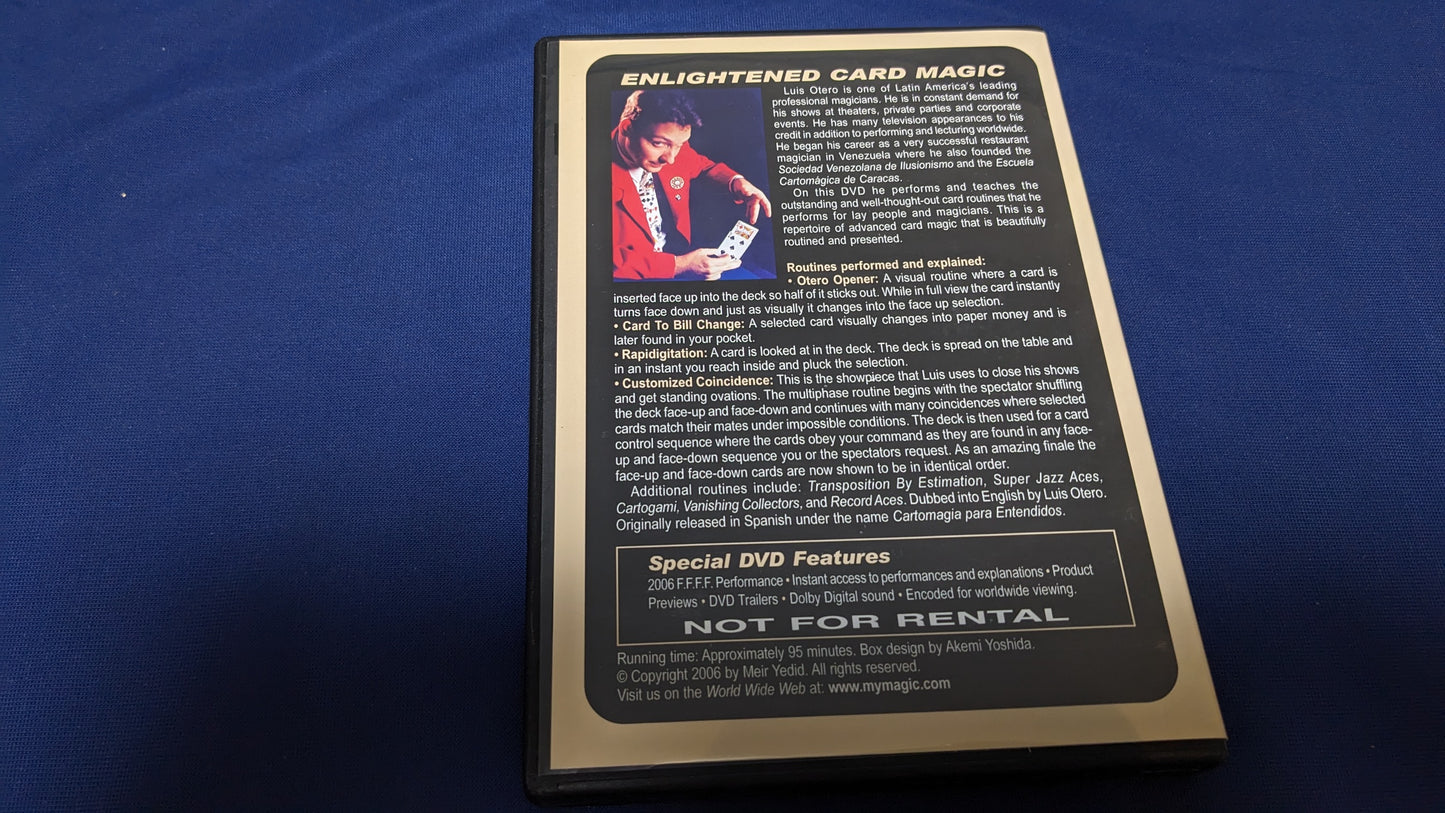 ENLIGHTENED CARD MAGIC
Luis Otero is one of Latin America's leading
professional magicians. He is in constant demand for
his shows at theaters, private parties and corporate
events. He has many television appearances to his
credit in addition to performing and lecturing worldwide.
He began his career as a very successful restaurant
magician in Venezuela where he also founded the
Sociedad Venezolana de Ilusionismo and the Escuela
Cartomágica de Caracas.
On this DVD he performs and teaches the
outstanding and well-thought-out card routines that he
performs for lay people and magicians. This is a
repertoire of advanced card magic that is beautifully
routined and presented.
Routines performed and explained:
• Otero Opener: A visual routine where a card is
inserted face up into the deck so half of it sticks out. While in full view the card instantly
turns face down and just as visually it changes into the face up selection.
• Card To Bill Change: A selected card visually changes into paper money and is
later found in your pocket.
• Rapidigitation: A card is looked at in the deck. The deck is spread on the table and
in an instant you reach inside and pluck the selection.
• Customized Coincidence: This is the showpiece that Luis uses to close his shows
and get standing ovations. The multiphase routine begins with the spectator shuffling
the deck face-up and face-down and continues with many coincidences where selected
cards match their mates under impossible conditions. The deck is then used for a card
control sequence where the cards obey your command as they are found in any face-
up and face-down sequence you or the spectators request. As an amazing finale the
face-up and face-down cards are now shown to be in identical order.
Additional routines include: Transposition By Estimation, Super Jazz Aces,
Cartogami, Vanishing Collectors, and Record Aces. Dubbed into English by Luis Otero.
Originally released in Spanish under the name Cartomagia para Entendidos.
Special DVD Features
2006 F.F.F.F. Performance • Instant access to performances and explanations • Product
Previews • DVD Trailers • Dolby Digital sound • Encoded for worldwide viewing.
NOT FOR RENTAL
Running time: Approximately 95 minutes. Box design by Akemi Yoshida.
© Copyright 2006 by Meir Yedid. All rights reserved.
Visit us on the World Wide Web at: www.mymagic.com